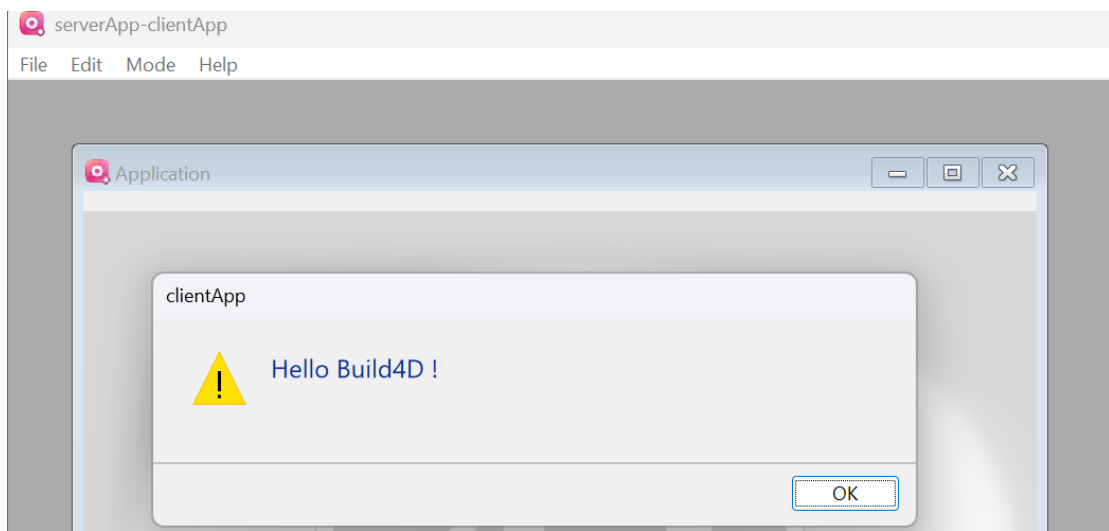 serverApp-clientApp
File Edit Mode Help
Application
clientApp
Hello Build4D !
OK